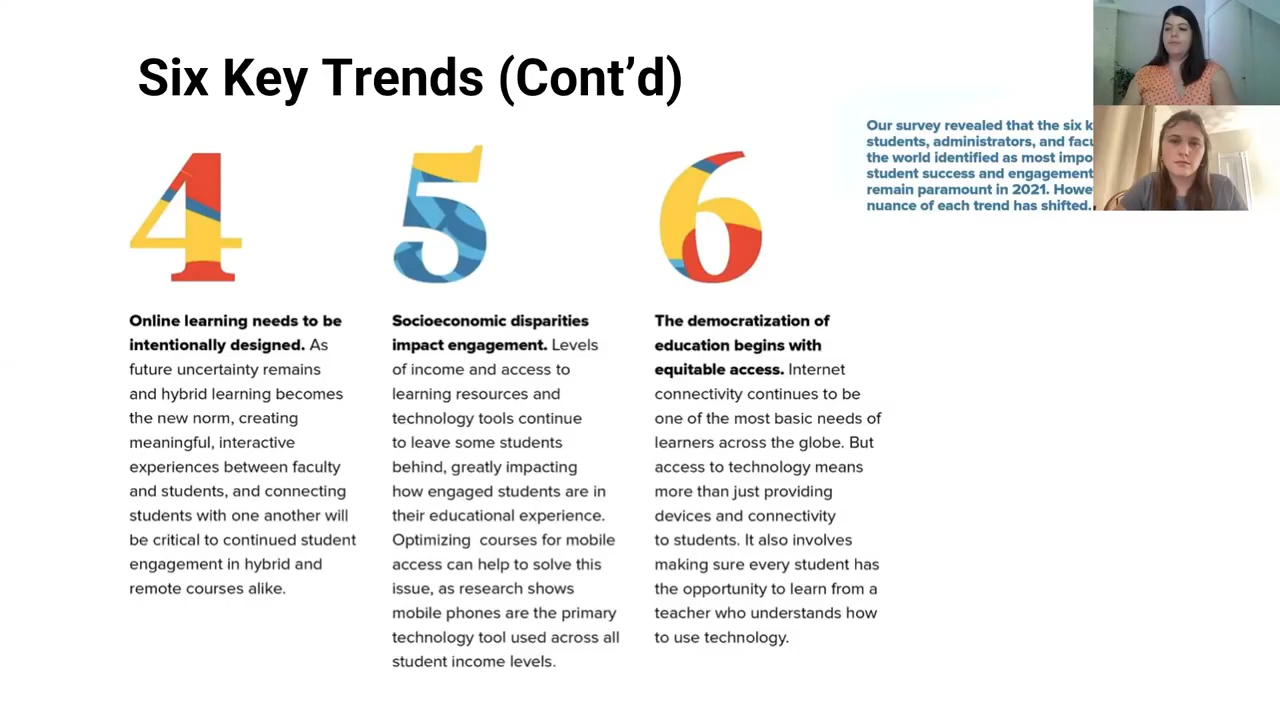 Six Key Trends (Cont’d)
Our survey revealed that the six k
students, administrators, and facu
the world identified as most impo
student success and engagement
remain paramount in 2021. Howe
nuance of each trend has shifted.
4
Online learning needs to be
intentionally designed. As
future uncertainty remains
and hybrid learning becomes
the new norm, creating
meaningful, interactive
experiences between faculty
and students, and connecting
students with one another will
be critical to continued student
engagement in hybrid and
remote courses alike.
5
Socioeconomic disparities
impact engagement. Levels
of income and access to
learning resources and
technology tools continue
to leave some students
behind, greatly impacting
how engaged students are in
their educational experience.
Optimizing courses for mobile
access can help to solve this
issue, as research shows
mobile phones are the primary
technology tool used across all
student income levels.
6
The democratization of
education begins with
equitable access. Internet
connectivity continues to be
one of the most basic needs of
learners across the globe. But
access to technology means
more than just providing
devices and connectivity
to students. It also involves
making sure every student has
the opportunity to learn from a
teacher who understands how
to use technology.